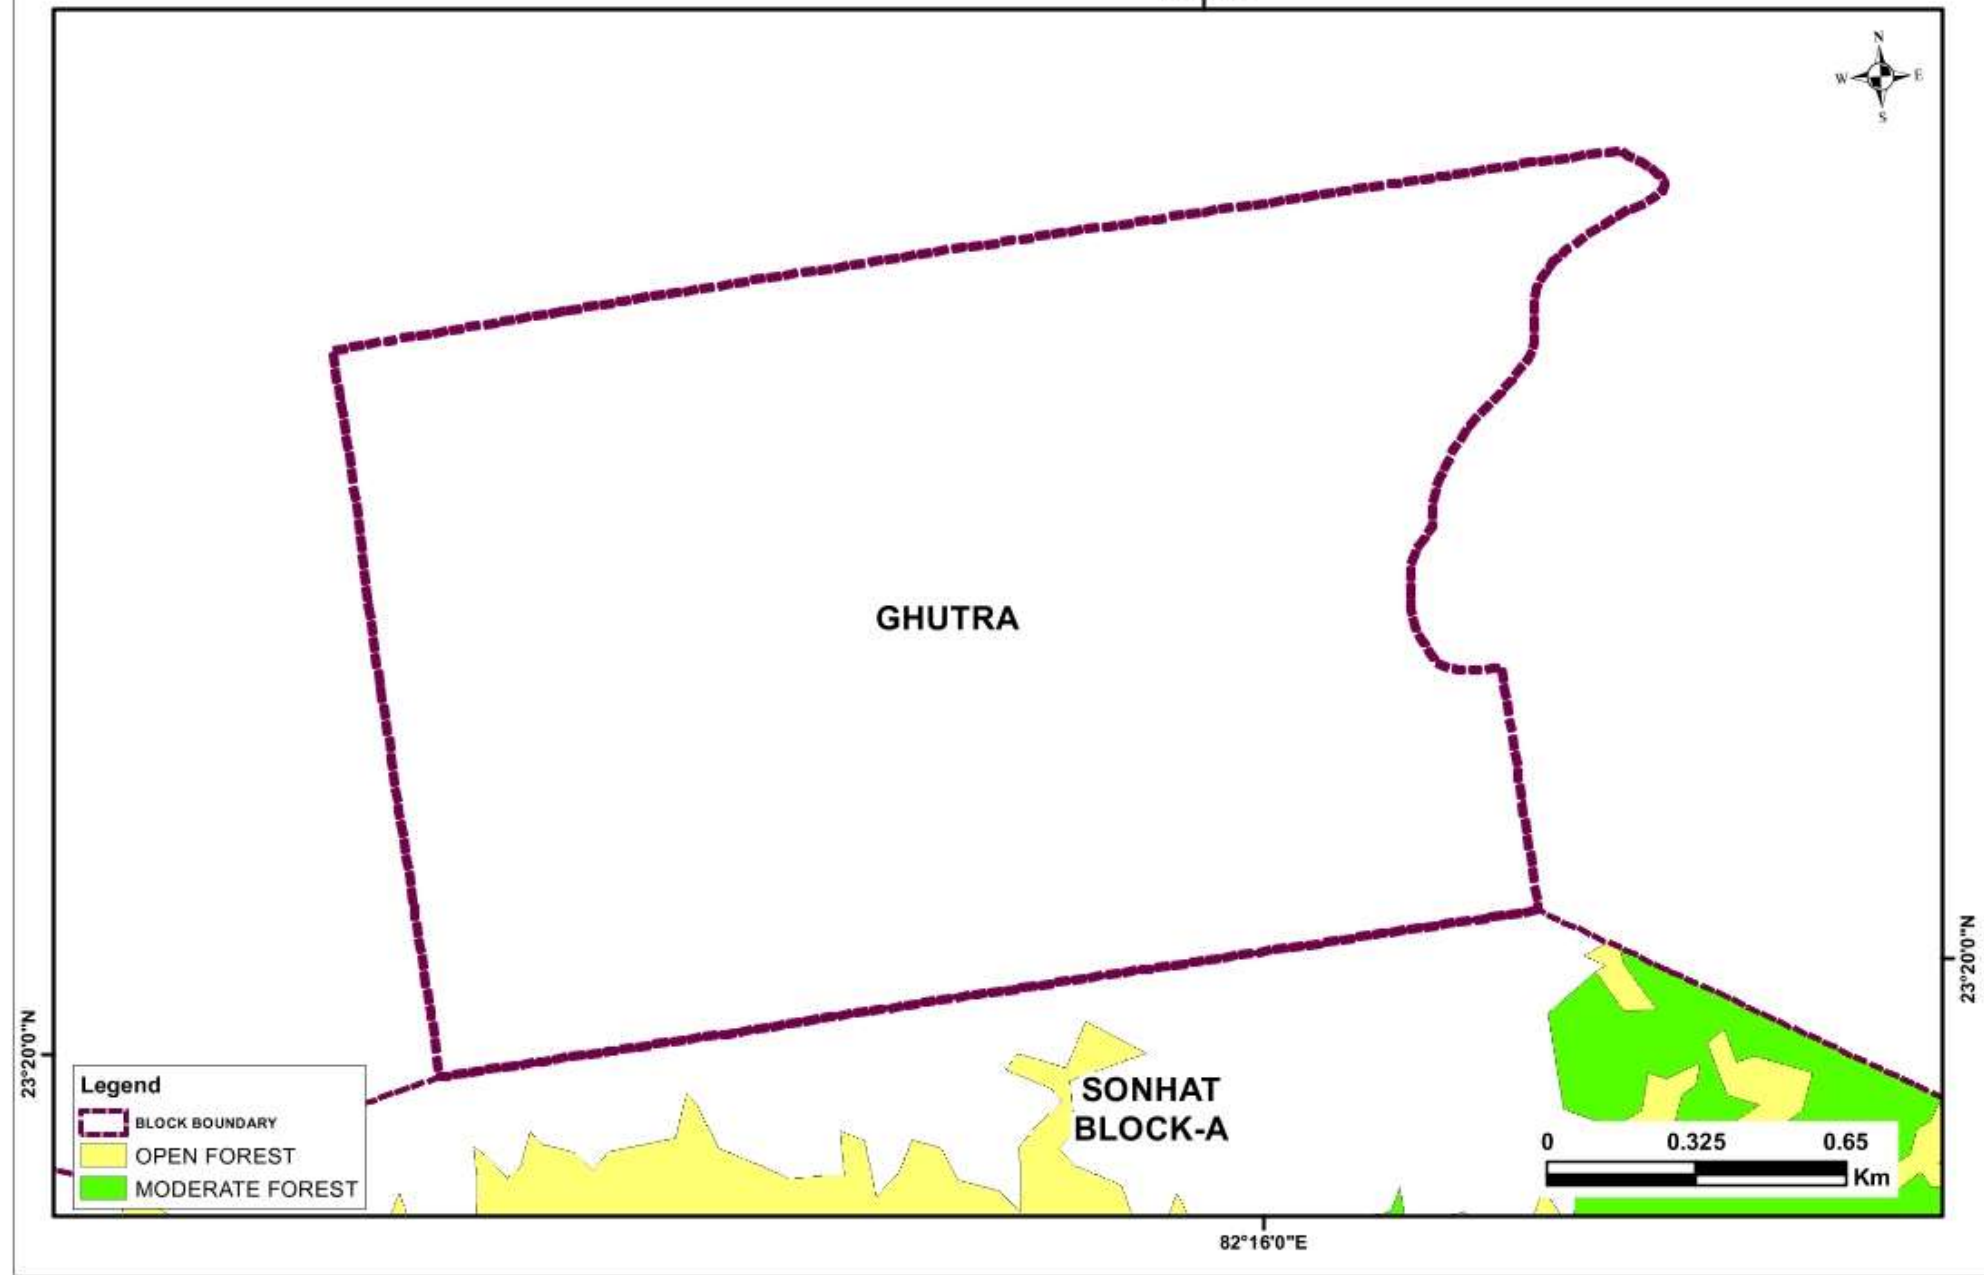 N
W E
S
GHUTRA
23°20'0"N
23°20'0"N
SONHAT
BLOCK-A
Legend
BLOCK BOUNDARY
OPEN FOREST
MODERATE FOREST
0 0.325 0.65
Km
82°16'0"E